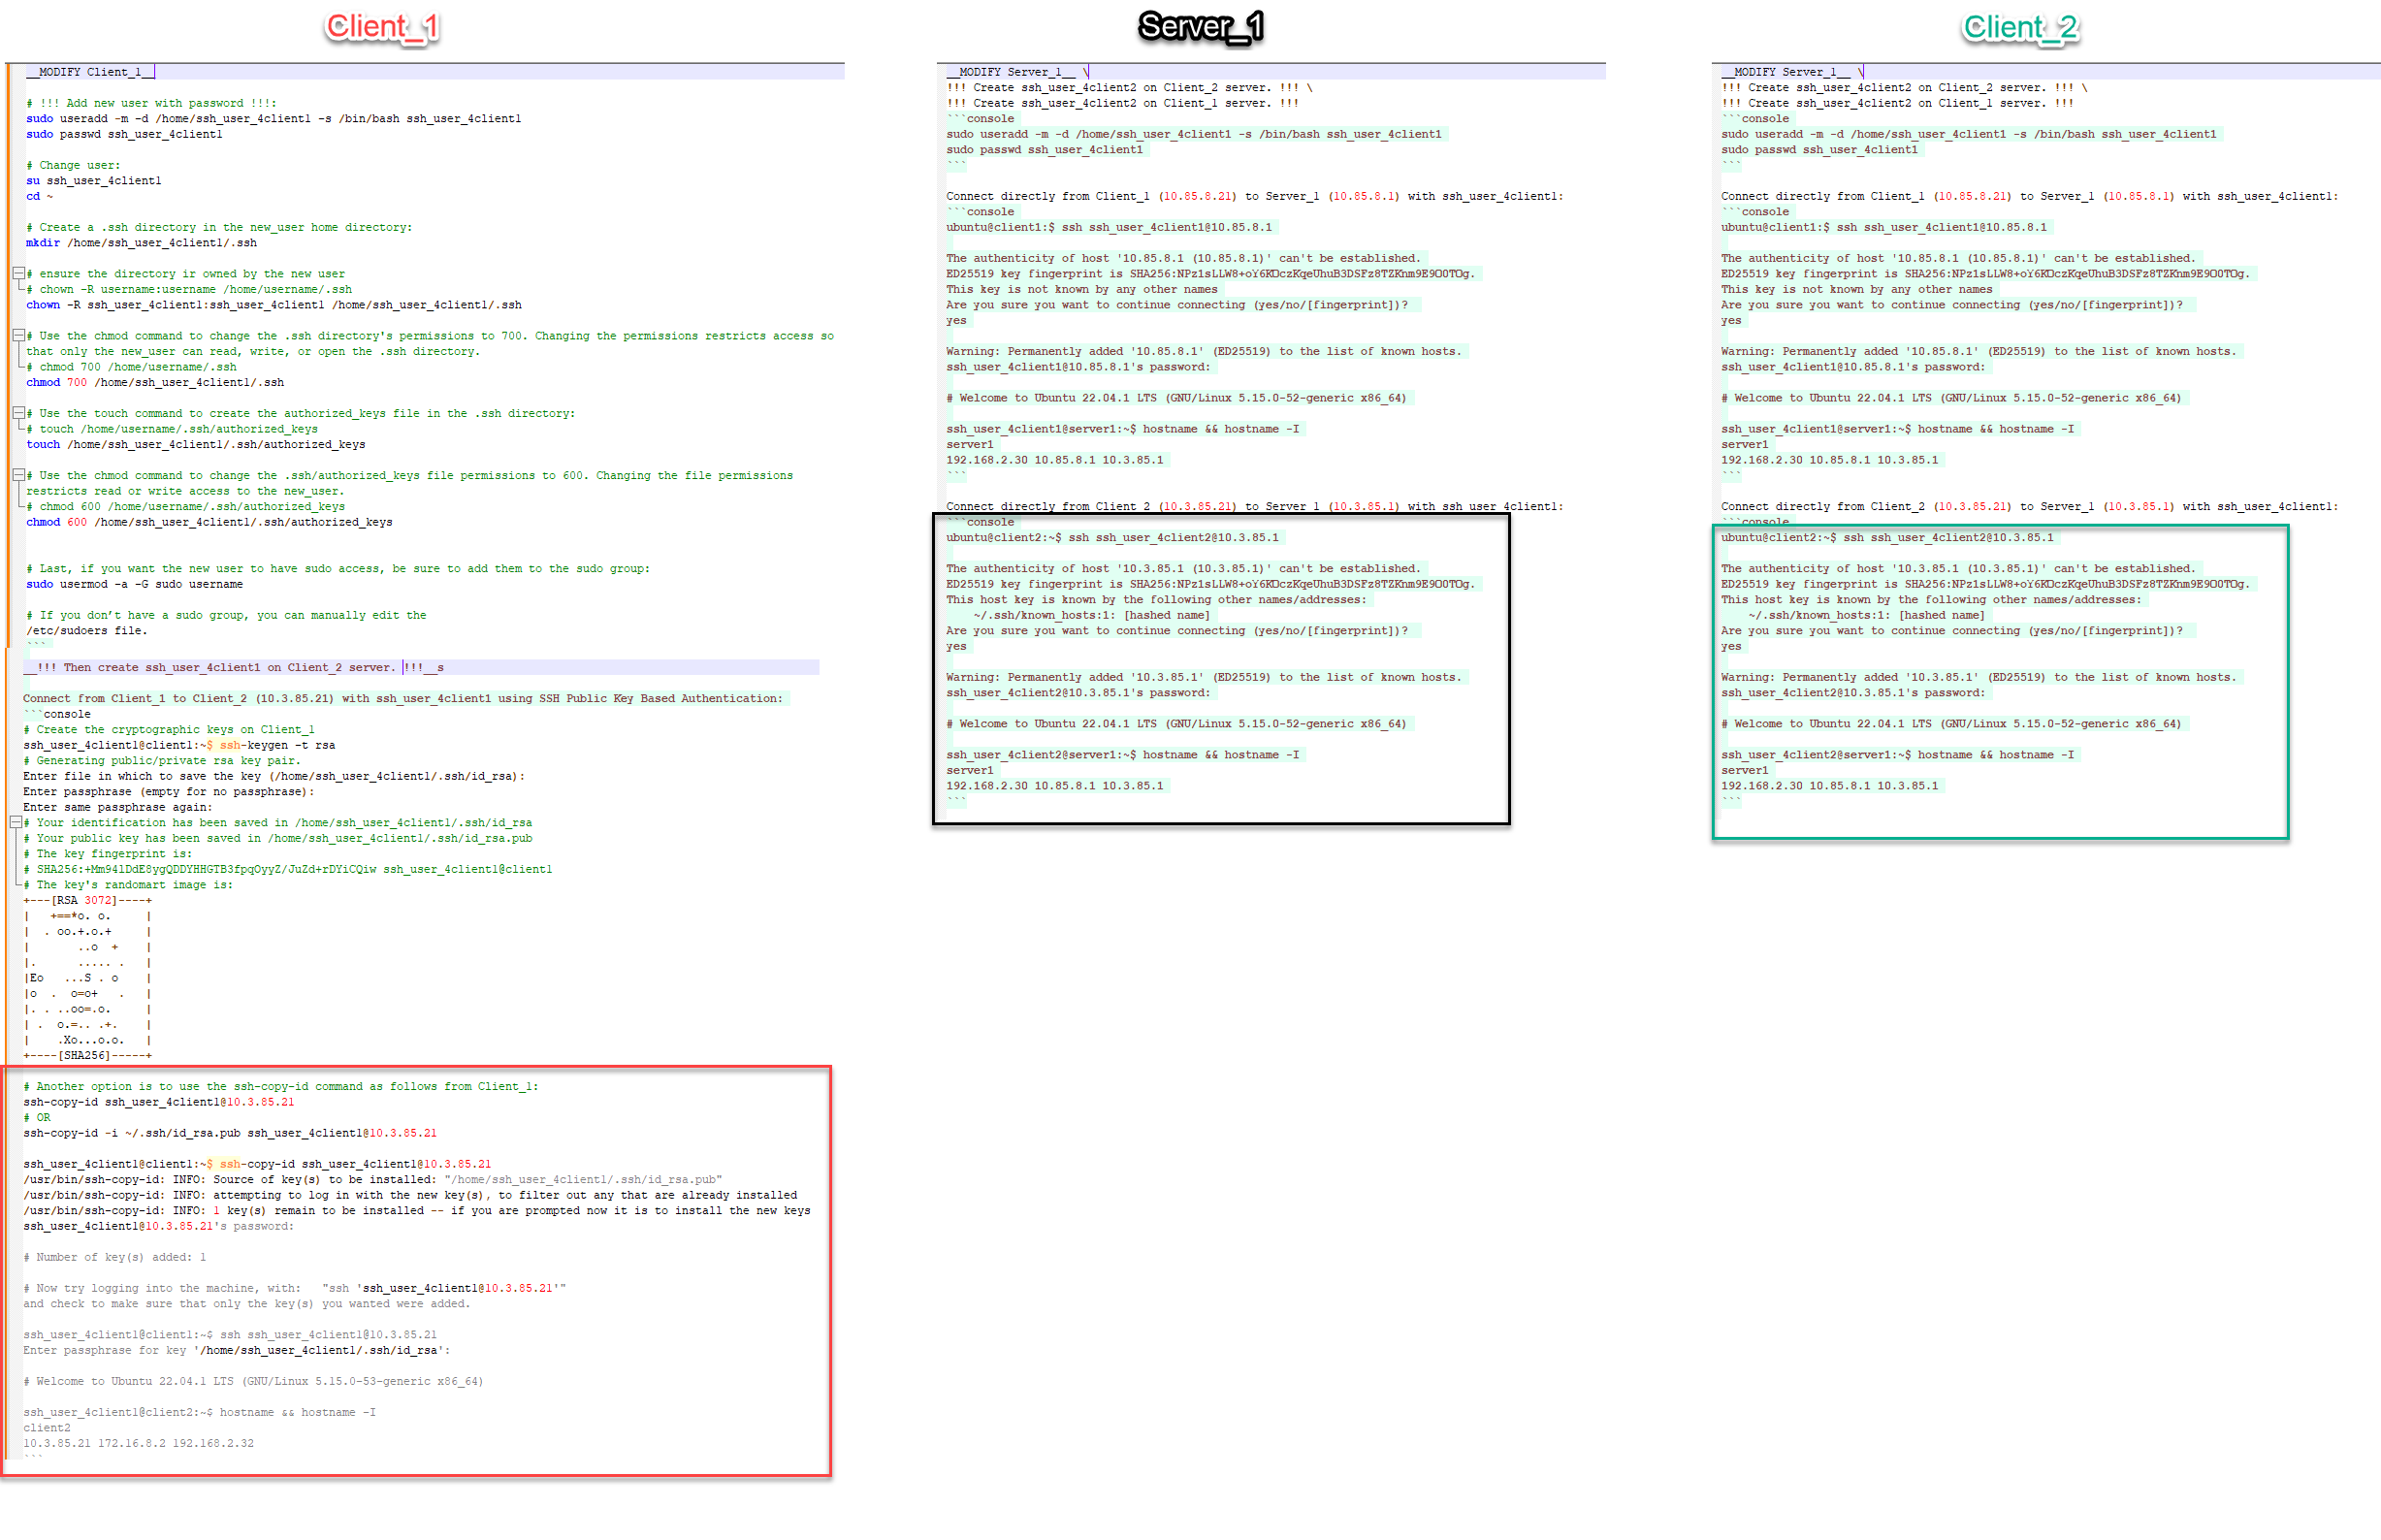 Client_1
__MODIFY Client_1__
# !!! Add new user with password !!!:
sudo useradd -m -d /home/ssh_user_4client1 -s /bin/bash ssh_user_4client1
sudo passwd ssh_user_4client1
# Change user:
su ssh_user_4client1
cd ~
# Create a .ssh directory in the new_user home directory:
mkdir /home/ssh_user_4client1/.ssh
# ensure the directory ir owned by the new user
# chown -R username:username /home/username/.ssh
chown -R ssh_user_4client1:ssh_user_4client1 /home/ssh_user_4client1/.ssh
# Use the chmod command to change the .ssh directory's permissions to 700. Changing the permissions restricts access so
that only the new_user can read, write, or open the .ssh directory.
# chmod 700 /home/username/.ssh
chmod 700 /home/ssh_user_4client1/.ssh
# Use the touch command to create the authorized_keys file in the .ssh directory:
# touch /home/username/.ssh/authorized_keys
touch /home/ssh_user_4client1/.ssh/authorized_keys
# Use the chmod command to change the .ssh/authorized_keys file permissions to 600. Changing the file permissions
restricts read or write access to the new_user.
# chmod 600 /home/username/.ssh/authorized_keys
chmod 600 /home/ssh_user_4client1/.ssh/authorized_keys
# Last, if you want the new user to have sudo access, be sure to add them to the sudo group:
sudo usermod -a -G sudo username
# If you don’t have a sudo group, you can manually edit the
/etc/sudoers file.
```
__!!! Then create ssh_user_4client1 on Client_2 server. !!!__s
Connect from Client_1 to Client_2 (10.3.85.21) with ssh_user_4client1 using SSH Public Key Based Authentication:
```console
# Create the cryptographic keys on Client_1
ssh_user_4client1@client1:~$ ssh-keygen -t rsa
# Generating public/private rsa key pair.
Enter file in which to save the key (/home/ssh_user_4client1/.ssh/id_rsa):
Enter passphrase (empty for no passphrase):
Enter same passphrase again:
# Your identification has been saved in /home/ssh_user_4client1/.ssh/id_rsa
# Your public key has been saved in /home/ssh_user_4client1/.ssh/id_rsa.pub
# The key fingerprint is:
# ssh_user_4client1@client1
# The key's randomart image is:
+---[RSA 3072]----+
|   +==*o. o.     |
|  . oo.+.o.+     |
|       ..o  +    |
|.      ..... .   |
|Eo   ...S . o    |
|o  .  o=o+   .   |
|. . ..oo=.o.     |
| .  o.=.. .+.    |
|    .Xo...o.o.   |
+----[SHA256]-----+
# Another option is to use the ssh-copy-id command as follows from Client_1:
ssh-copy-id ssh_user_4client1@10.3.85.21
# OR
ssh-copy-id -i ~/.ssh/id_rsa.pub ssh_user_4client1@10.3.85.21
ssh_user_4client1@client1:~$ ssh-copy-id ssh_user_4client1@10.3.85.21
/usr/bin/ssh-copy-id: INFO: Source of key(s) to be installed: "/home/ssh_user_4client1/.ssh/id_rsa.pub"
/usr/bin/ssh-copy-id: INFO: attempting to log in with the new key(s), to filter out any that are already installed
/usr/bin/ssh-copy-id: INFO: 1 key(s) remain to be installed -- if you are prompted now it is to install the new keys
ssh_user_4client1@10.3.85.21's password:
# Number of key(s) added: 1
# Now try logging into the machine, with:   "ssh 'ssh_user_4client1@10.3.85.21'"
and check to make sure that only the key(s) you wanted were added.
ssh_user_4client1@client1:~$ ssh ssh_user_4client1@10.3.85.21
Enter passphrase for key '/home/ssh_user_4client1/.ssh/id_rsa':
# Welcome to Ubuntu 22.04.1 LTS (GNU/Linux 5.15.0-53-generic x86_64)
ssh_user_4client1@client2:~$ hostname && hostname -I
client2
10.3.85.21 172.16.8.2 192.168.2.32
```
Server_1
__MODIFY Server_1__ \
!!! Create ssh_user_4client2 on Client_2 server. !!! \
!!! Create ssh_user_4client2 on Client_1 server. !!!
```console
sudo useradd -m -d /home/ssh_user_4client1 -s /bin/bash ssh_user_4client1
sudo passwd ssh_user_4client1
```
Connect directly from Client_1 (10.85.8.21) to Server_1 (10.85.8.1) with ssh_user_4client1:
```console
ubuntu@client1:$ ssh ssh_user_4client1@10.85.8.1
The authenticity of host '10.85.8.1 (10.85.8.1)' can't be established.
ED25519 key fingerprint is
This key is not known by any other names
Are you sure you want to continue connecting (yes/no/[fingerprint])?
yes
Warning: Permanently added '10.85.8.1' (ED25519) to the list of known hosts.
ssh_user_4client1@10.85.8.1's password:
# Welcome to Ubuntu 22.04.1 LTS (GNU/Linux 5.15.0-52-generic x86_64)
ssh_user_4client1@server1:~$ hostname && hostname -I
server1
192.168.2.30 10.85.8.1 10.3.85.1
```
Connect directly from Client_2 (10.3.85.21) to Server_1 (10.3.85.1) with ssh_user_4client1:
```console
ubuntu@client2:~$ ssh ssh_user_4client2@10.3.85.1
The authenticity of host '10.3.85.1 (10.3.85.1)' can't be established.
ED25519 key fingerprint is
This host key is known by the following other names/addresses:
~/.ssh/known_hosts:1: [hashed name]
Are you sure you want to continue connecting (yes/no/[fingerprint])?
yes
Warning: Permanently added '10.3.85.1' (ED25519) to the list of known hosts.
ssh_user_4client2@10.3.85.1's password:
# Welcome to Ubuntu 22.04.1 LTS (GNU/Linux 5.15.0-52-generic x86_64)
ssh_user_4client2@server1:~$ hostname && hostname -I
server1
192.168.2.30 10.85.8.1 10.3.85.1
```
Client_2
__MODIFY Server_1__ \
!!! Create ssh_user_4client2 on Client_2 server. !!! \
!!! Create ssh_user_4client2 on Client_1 server. !!!
```console
sudo useradd -m -d /home/ssh_user_4client1 -s /bin/bash ssh_user_4client1
sudo passwd ssh_user_4client1
```
Connect directly from Client_1 (10.85.8.21) to Server_1 (10.85.8.1) with ssh_user_4client1:
```console
ubuntu@client1:$ ssh ssh_user_4client1@10.85.8.1
The authenticity of host '10.85.8.1 (10.85.8.1)' can't be established.
ED25519 key fingerprint is
This key is not known by any other names
Are you sure you want to continue connecting (yes/no/[fingerprint])?
yes
Warning: Permanently added '10.85.8.1' (ED25519) to the list of known hosts.
ssh_user_4client1@10.85.8.1's password:
# Welcome to Ubuntu 22.04.1 LTS (GNU/Linux 5.15.0-52-generic x86_64)
ssh_user_4client1@server1:~$ hostname && hostname -I
server1
192.168.2.30 10.85.8.1 10.3.85.1
```
Connect directly from Client_2 (10.3.85.21) to Server_1 (10.3.85.1) with ssh_user_4client1:
```console
ubuntu@client2:~$ ssh ssh_user_4client2@10.3.85.1
The authenticity of host '10.3.85.1 (10.3.85.1)' can't be established.
ED25519 key fingerprint is
This host key is known by the following other names/addresses:
~/.ssh/known_hosts:1: [hashed name]
Are you sure you want to continue connecting (yes/no/[fingerprint])?
yes
Warning: Permanently added '10.3.85.1' (ED25519) to the list of known hosts.
ssh_user_4client2@10.3.85.1's password:
# Welcome to Ubuntu 22.04.1 LTS (GNU/Linux 5.15.0-52-generic x86_64)
ssh_user_4client2@server1:~$ hostname && hostname -I
server1
192.168.2.30 10.85.8.1 10.3.85.1
```